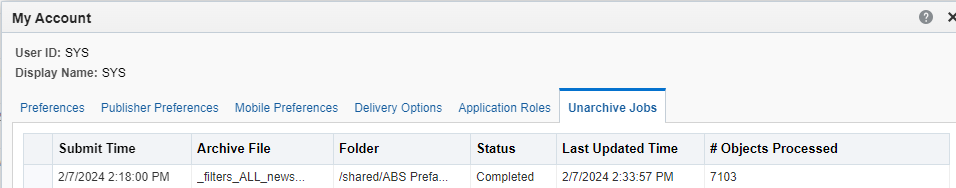 My Account
User ID: SYS
Display Name: SYS
Preferences Publisher Preferences Mobile Preferences Delivery Options Application Roles Unarchive Jobs
Submit Time Archive File Folder Status Last Updated Time # Objects Processed
2/7/2024 2:18:00 PM _filters_ALL_news... /shared/ABS Prefa... Completed 2/7/2024 2:33:57 PM 7103